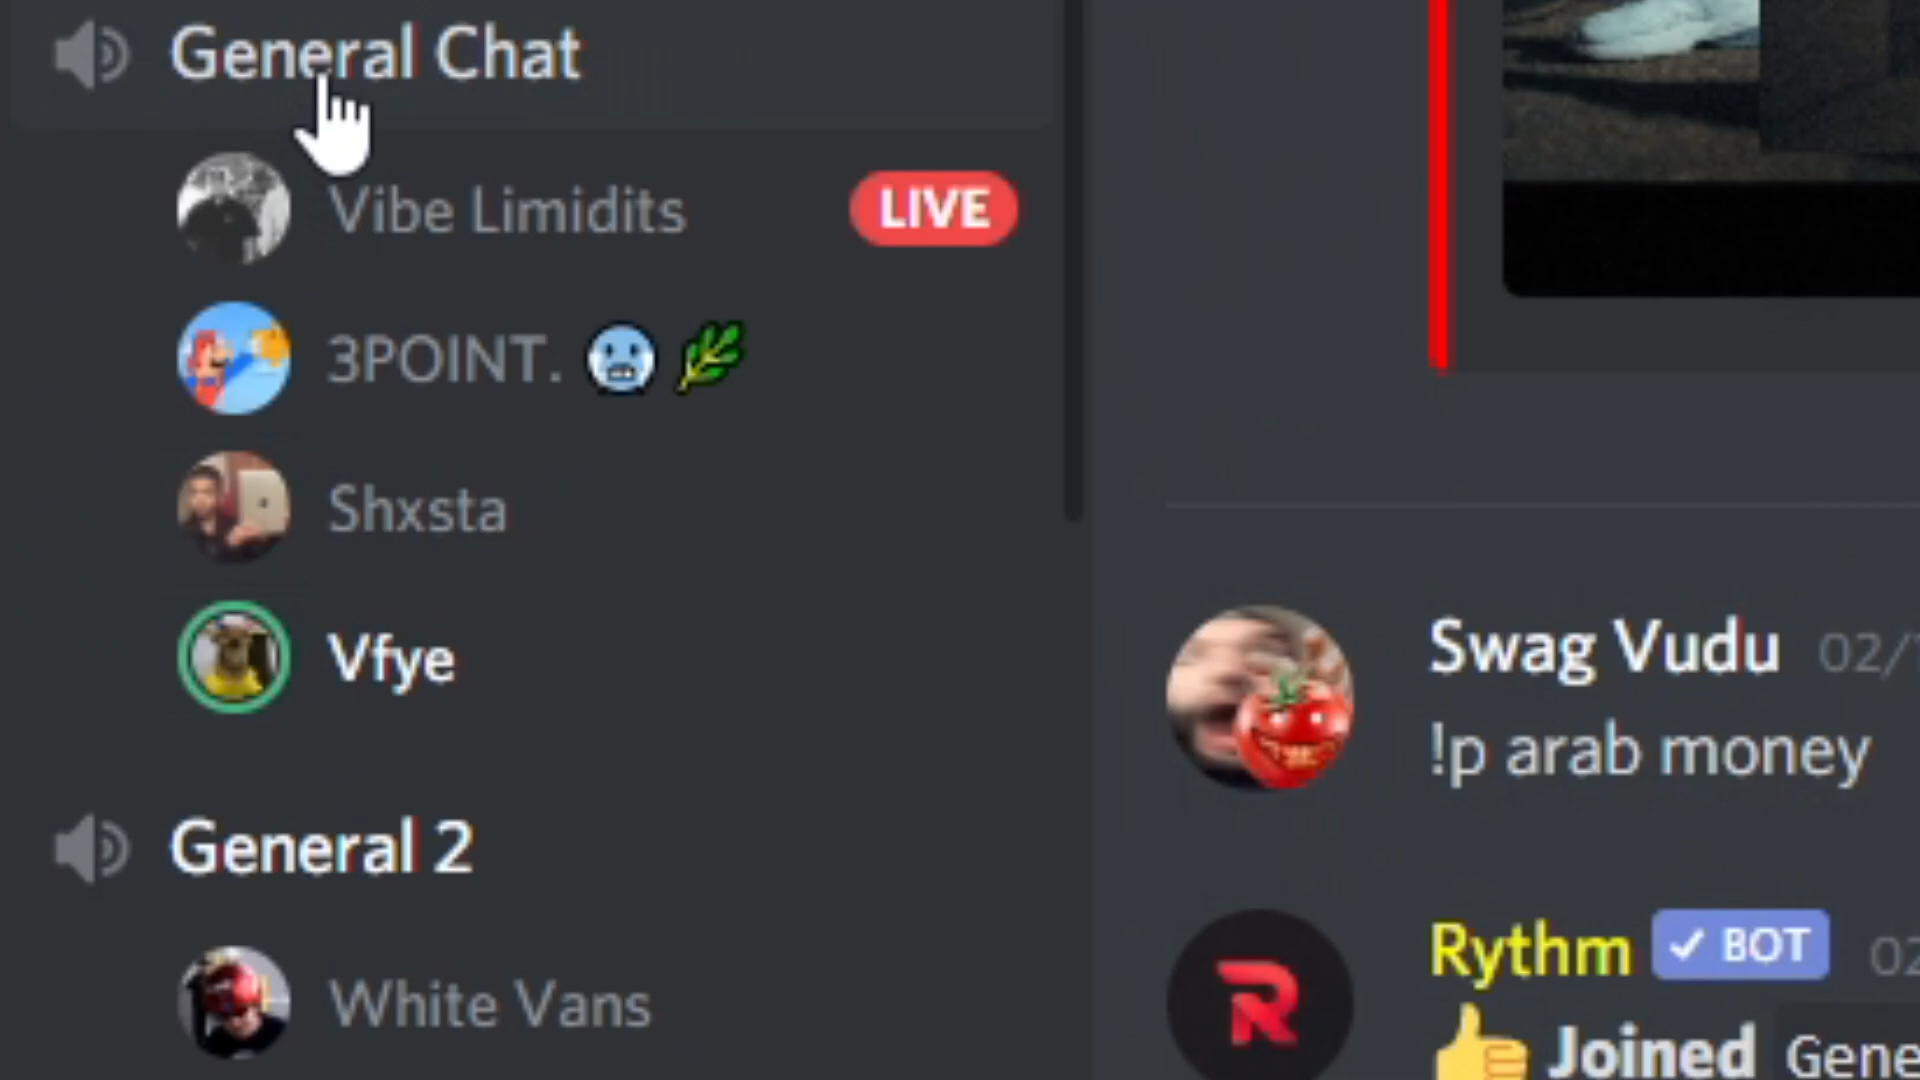 General Chat
Vibe Limidits LIVE
3POINT. 🥶 🌿
Shxsta
Vfye
General 2
White Vans
Swag Vudu 02/
!p arab money
Rythm ✓ BOT 02
👍 Joined Gene